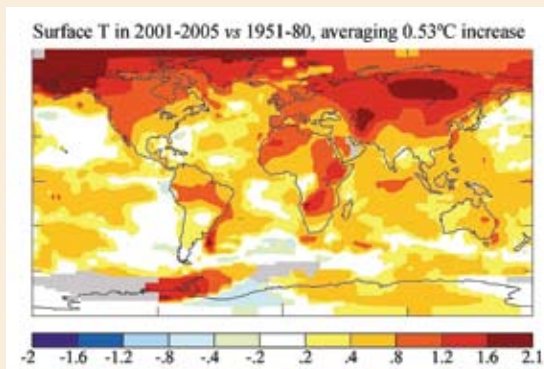 Surface T in 2001-2005 vs 1951-80, averaging 0.53ºC increase
-2 -1.6 -1.2 -.8 -.4 -.2 .2 .4 .8 1.2 1.6 2.1